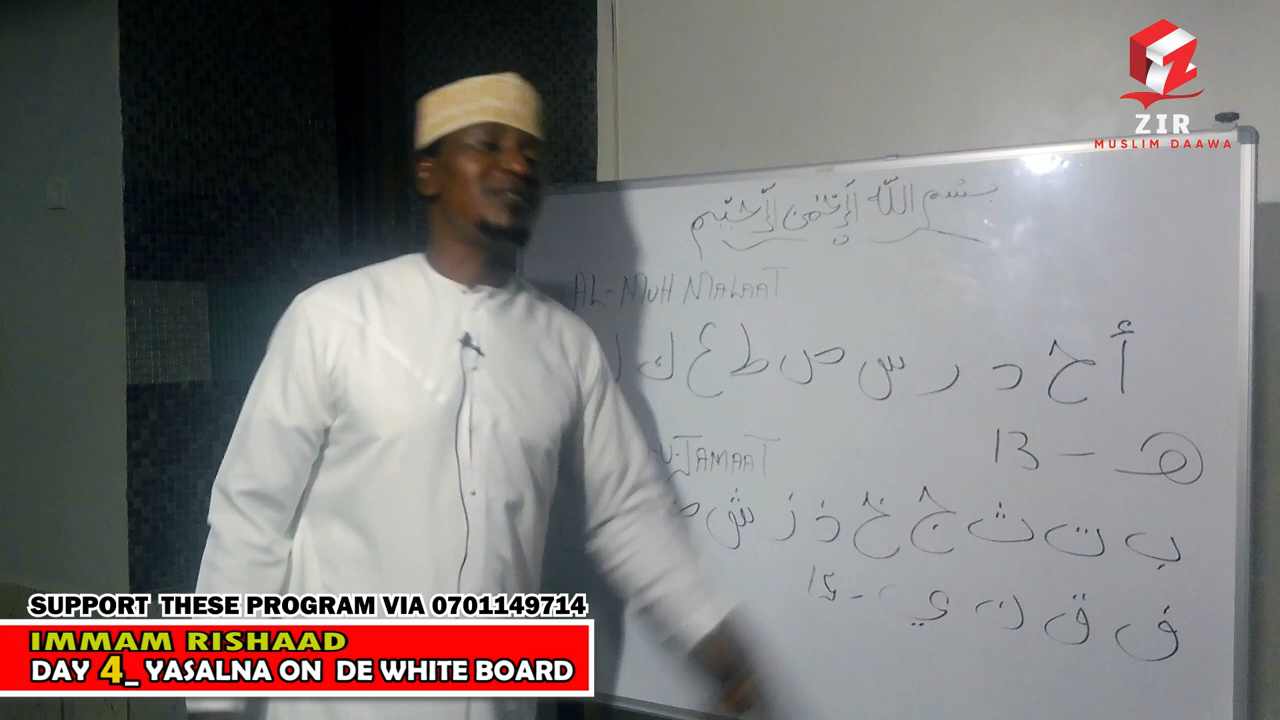 ZIR
MUSLIM DAAWA
بسم الله الرحمن الرحيم
AL-MUHMALAAT
أ ح د ر س ص ط ع ك ل
ه‍ - 13
U-JAMAAT
ب ت ث ج خ ذ ز ش
ف ق ن ي - 15
SUPPORT THESE PROGRAM VIA 0701149714
IMMAM RISHAAD
DAY 4_ YASALNA ON DE WHITE BOARD